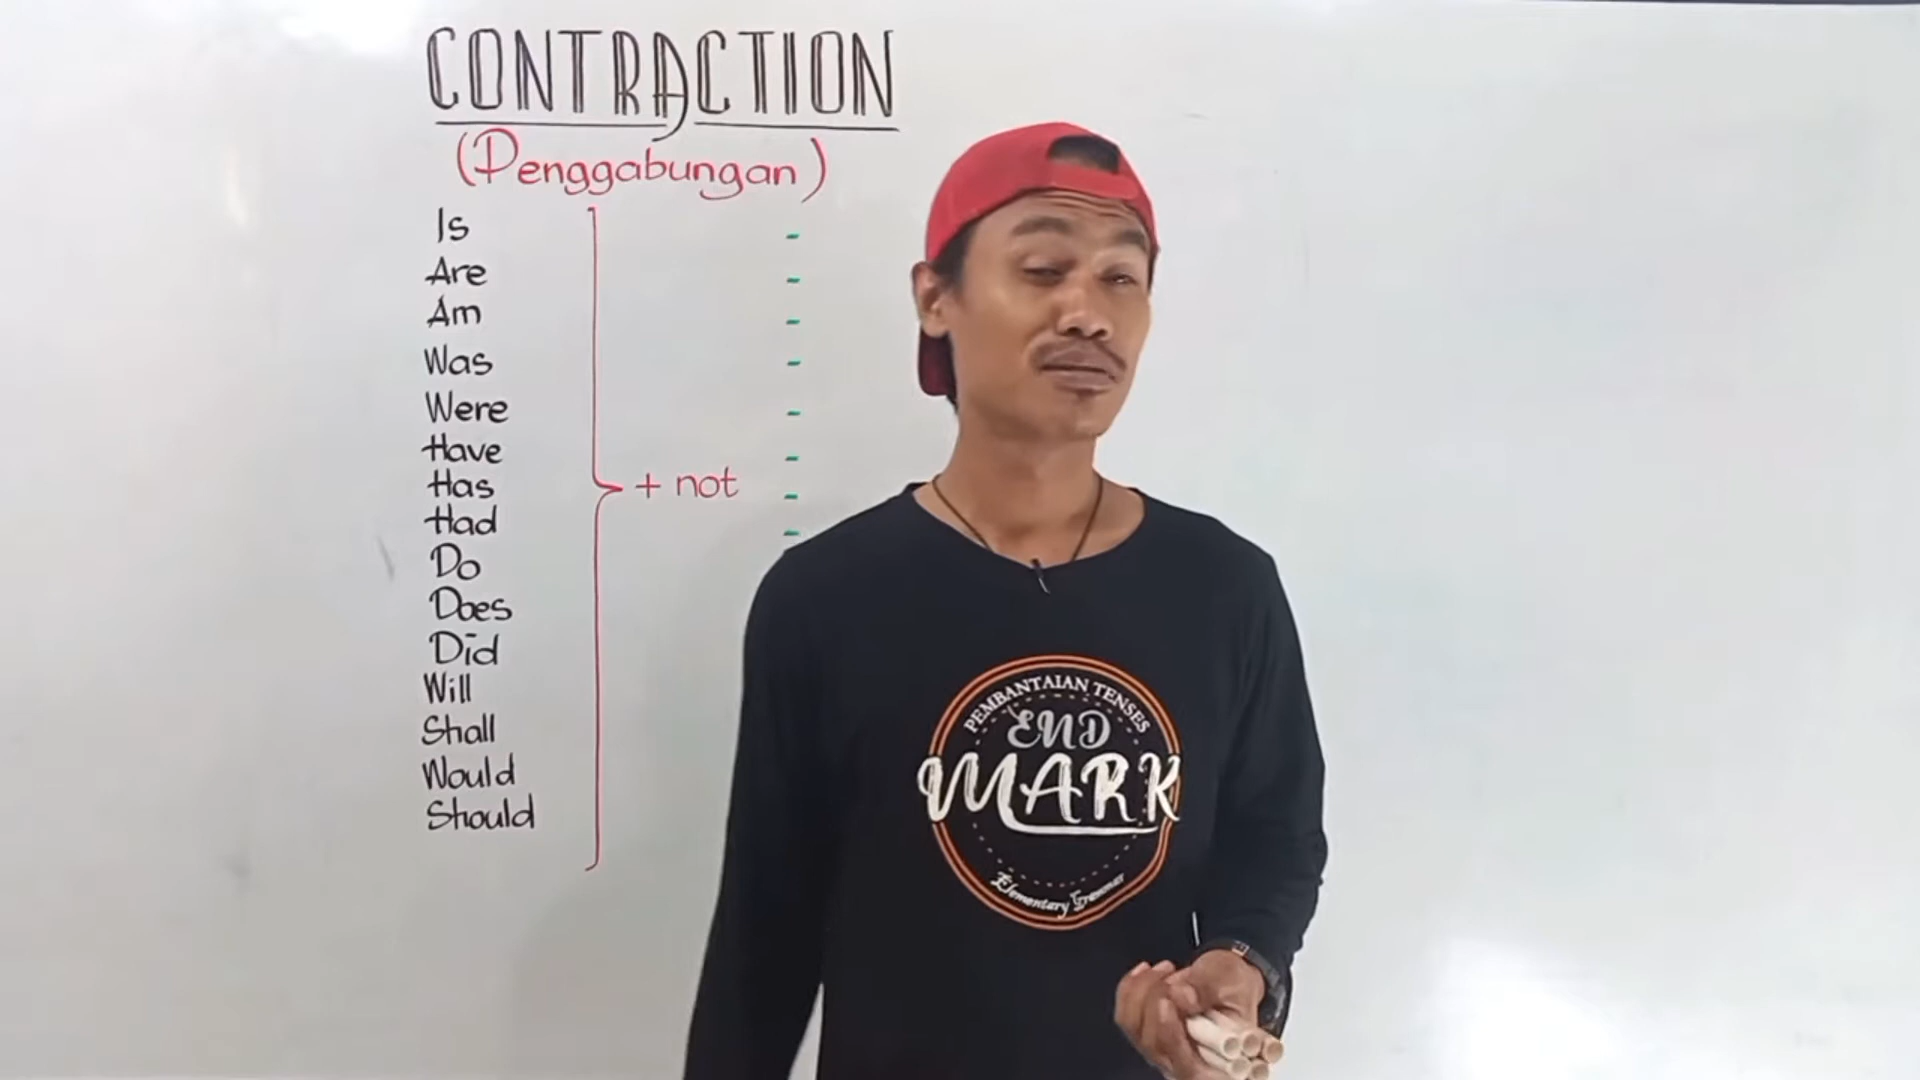 CONTRACTION
(Penggabungan)
Is
Are
Am
Was
Were
Have
Has
Had
Do
Does
Did
Will
Shall
Would
Should
+ not
-
-
-
-
-
-
-
-
PEMBANTAIAN TENSES
END
MARK
Elementary Grammar